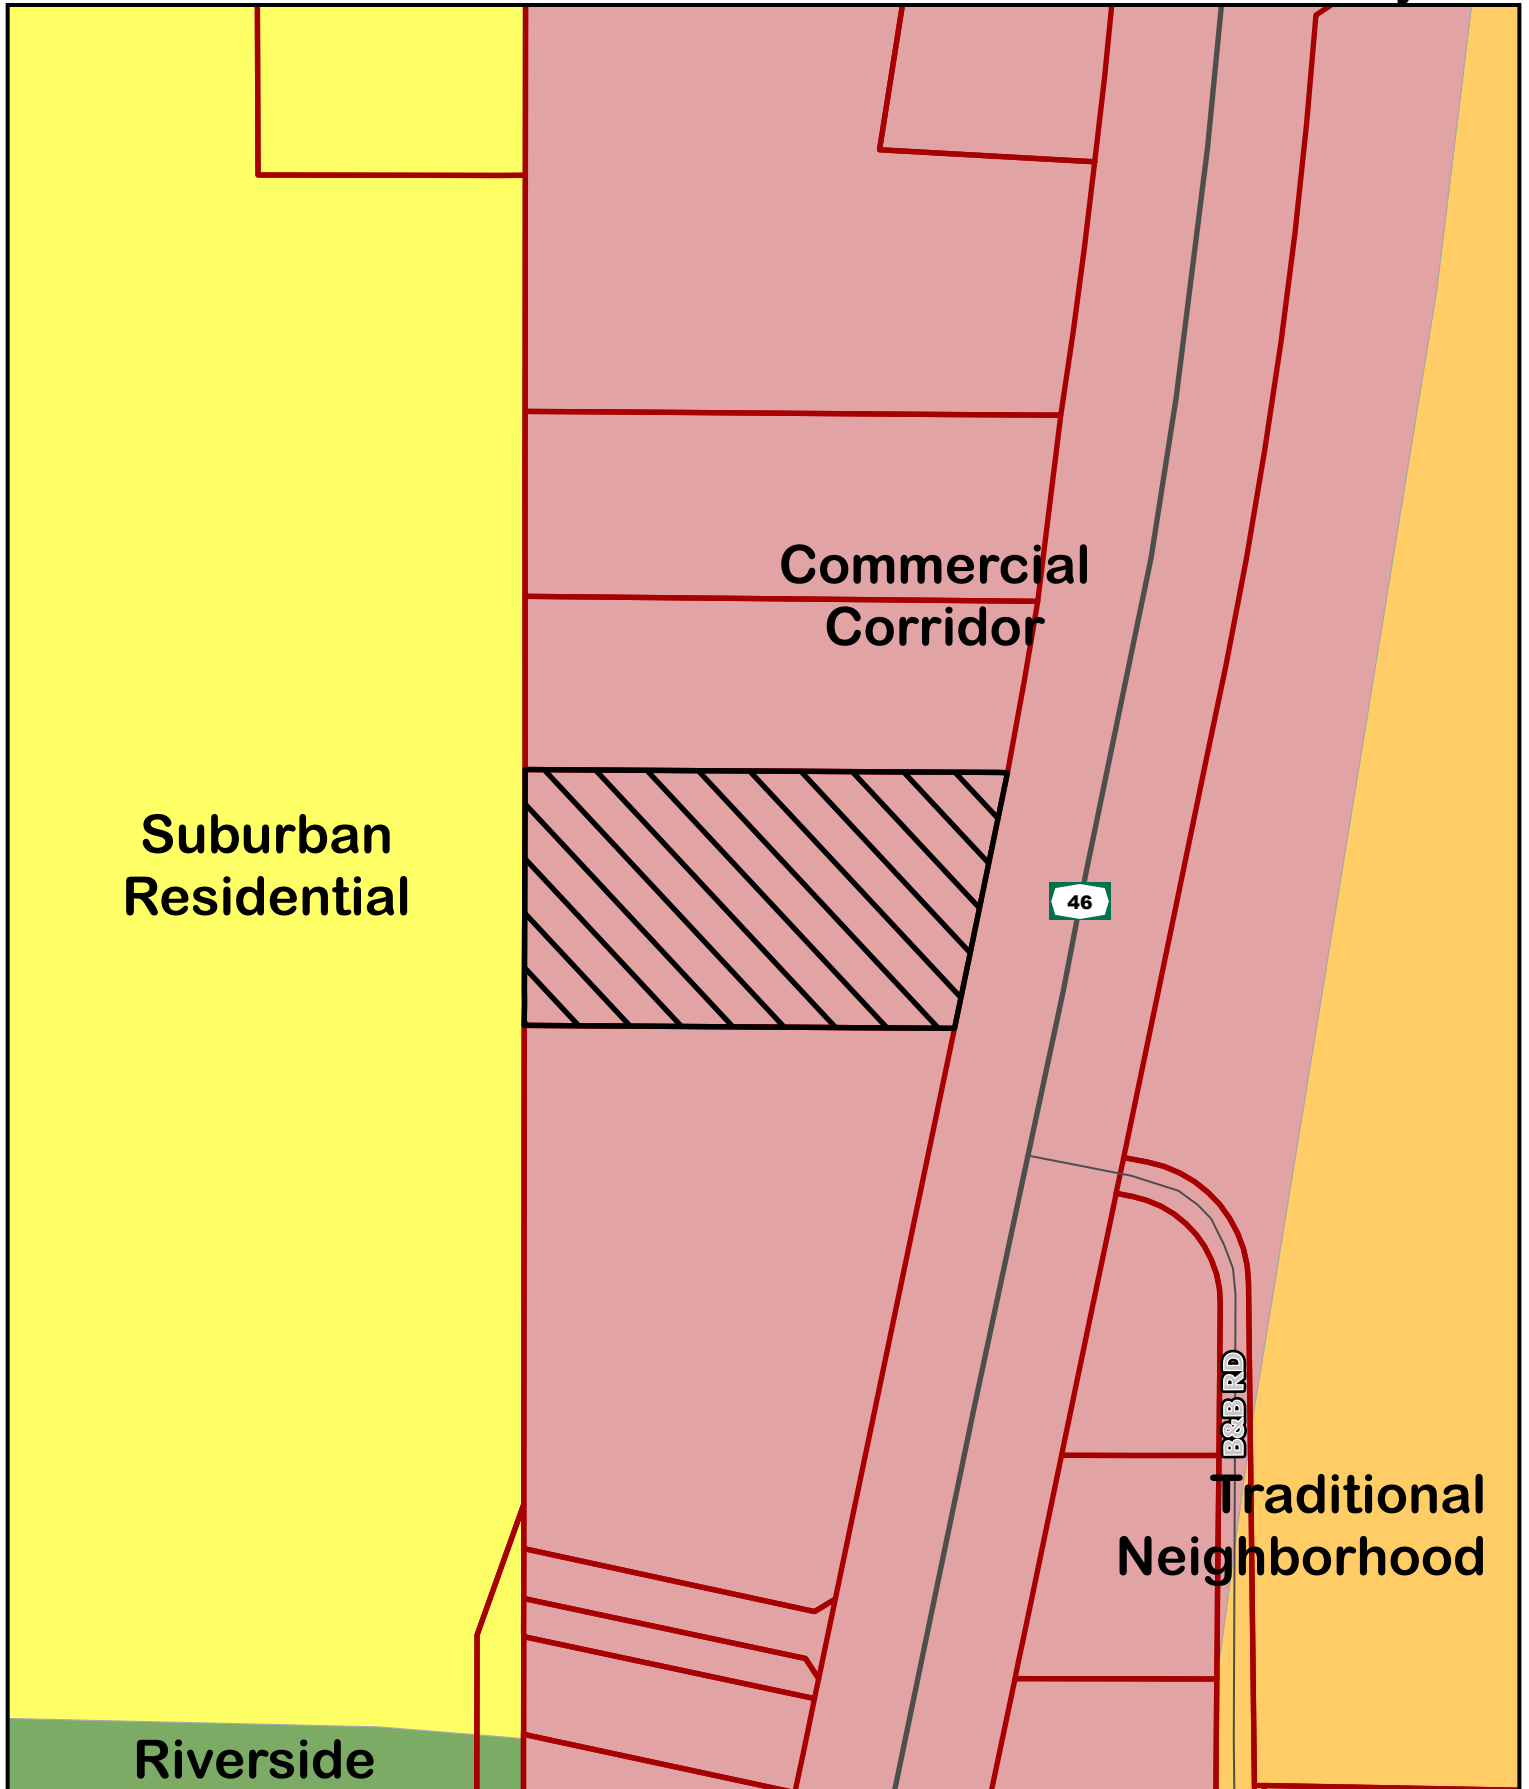 Commercial
Corridor
Suburban
Residential
46
B&B RD
Traditional
Neighborhood
Riverside